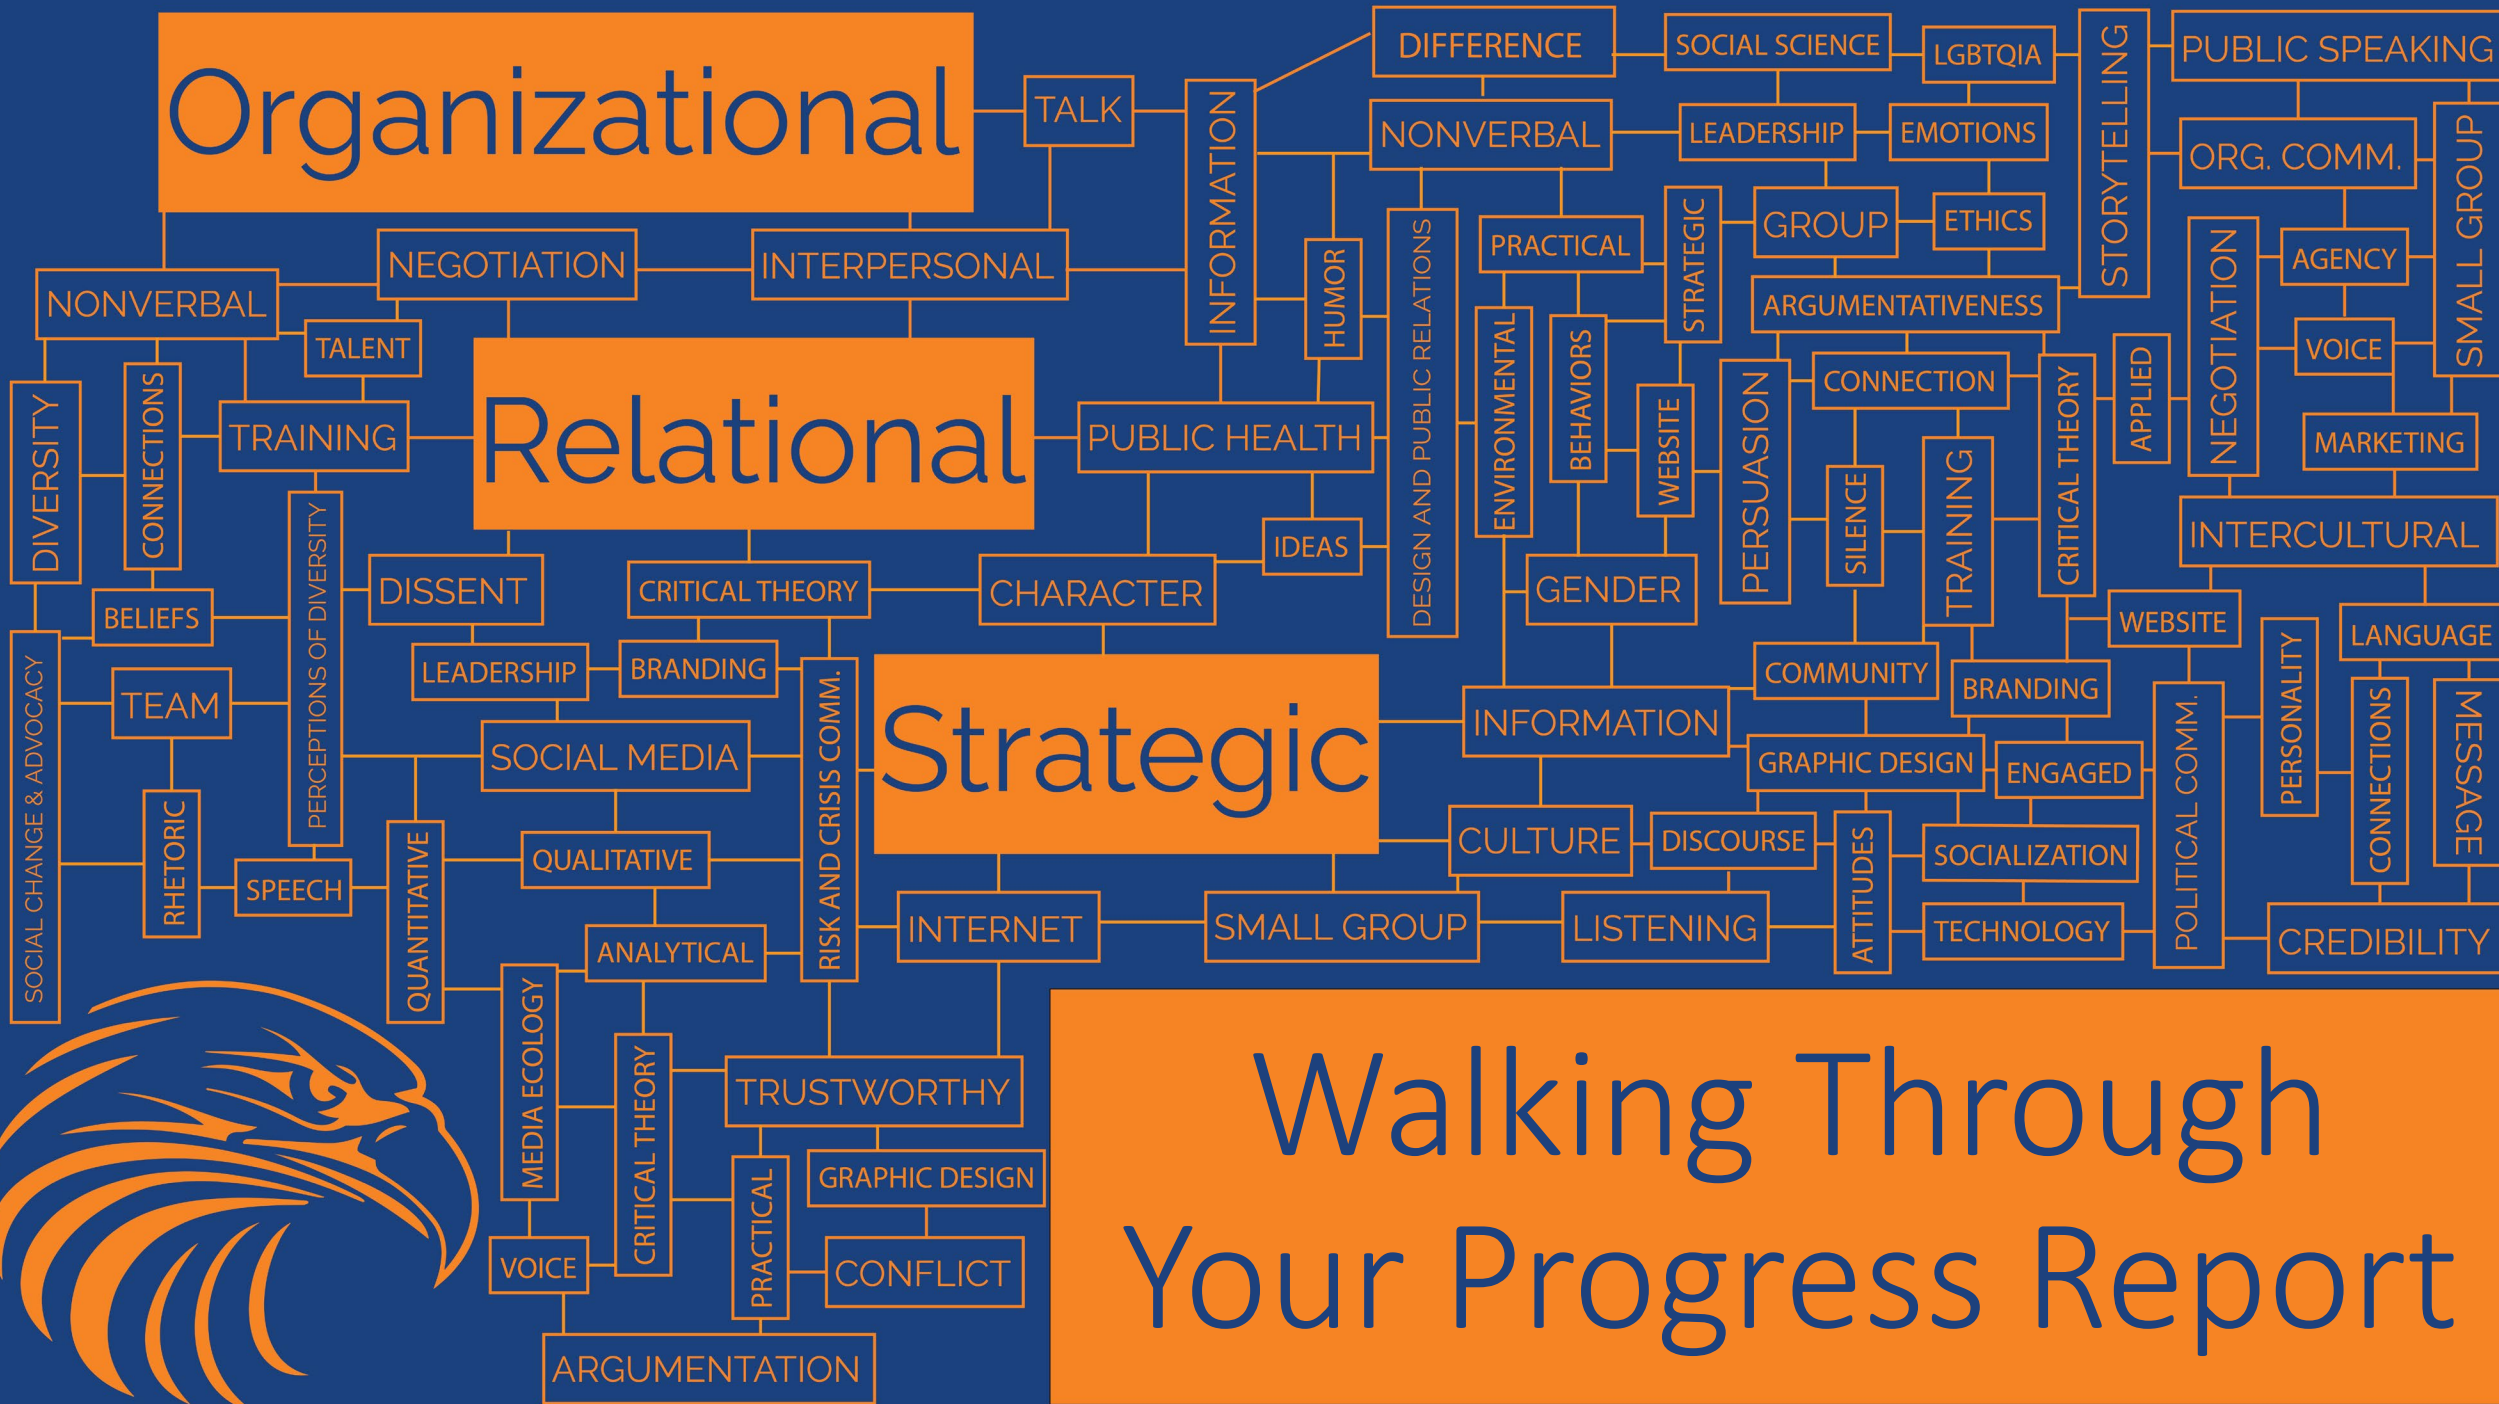 Organizational
TALK
INFORMATION
DIFFERENCE
SOCIAL SCIENCE
LGBTQIA
STORYTELLING
PUBLIC SPEAKING
NONVERBAL
LEADERSHIP
EMOTIONS
ORG. COMM.
SMALL GROUP
NEGOTIATION
INTERPERSONAL
HUMOR
DESIGN AND PUBLIC RELATIONS
PRACTICAL
STRATEGIC
GROUP
ETHICS
NEGOTIATION
AGENCY
NONVERBAL
TALENT
ENVIRONMENTAL
BEHAVIORS
ARGUMENTATIVENESS
VOICE
DIVERSITY
CONNECTIONS
TRAINING
Relational
PUBLIC HEALTH
WEBSITE
PERSUASION
CONNECTION
CRITICAL THEORY
APPLIED
MARKETING
PERCEPTIONS OF DIVERSITY
IDEAS
SILENCE
TRAINING
INTERCULTURAL
BELIEFS
DISSENT
CRITICAL THEORY
CHARACTER
GENDER
WEBSITE
LANGUAGE
SOCIAL CHANGE & ADVOCACY
TEAM
LEADERSHIP
BRANDING
RISK AND CRISIS COMM.
Strategic
INFORMATION
COMMUNITY
BRANDING
POLITICAL COMM.
PERSONALITY
CONNECTIONS
MESSAGE
SOCIAL MEDIA
GRAPHIC DESIGN
ENGAGED
RHETORIC
SPEECH
QUANTITATIVE
QUALITATIVE
CULTURE
DISCOURSE
ATTITUDES
SOCIALIZATION
ANALYTICAL
INTERNET
SMALL GROUP
LISTENING
TECHNOLOGY
CREDIBILITY
MEDIA ECOLOGY
CRITICAL THEORY
TRUSTWORTHY
PRACTICAL
GRAPHIC DESIGN
VOICE
CONFLICT
ARGUMENTATION
Walking Through
Your Progress Report